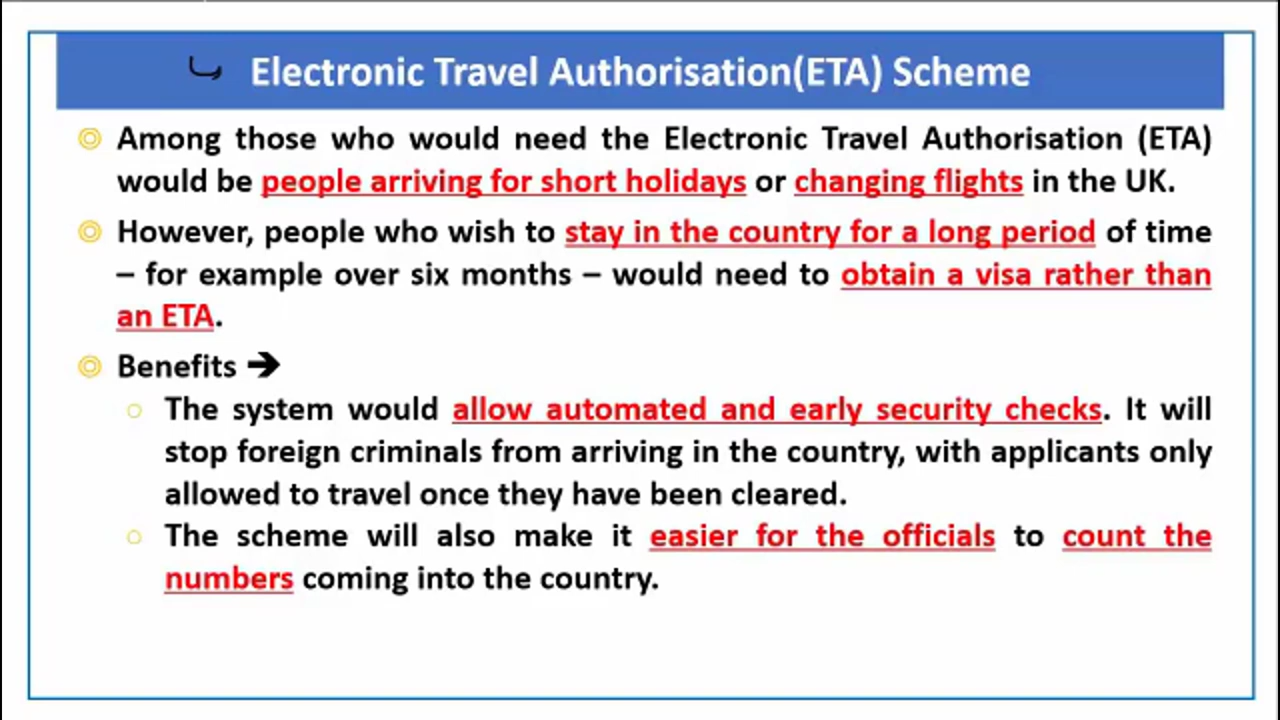 Electronic Travel Authorisation(ETA) Scheme
Among those who would need the Electronic Travel Authorisation (ETA)
would be people arriving for short holidays or changing flights in the UK.
However, people who wish to stay in the country for a long period of time
– for example over six months – would need to obtain a visa rather than
an ETA.
Benefits ➔
The system would allow automated and early security checks. It will
stop foreign criminals from arriving in the country, with applicants only
allowed to travel once they have been cleared.
The scheme will also make it easier for the officials to count the
numbers coming into the country.